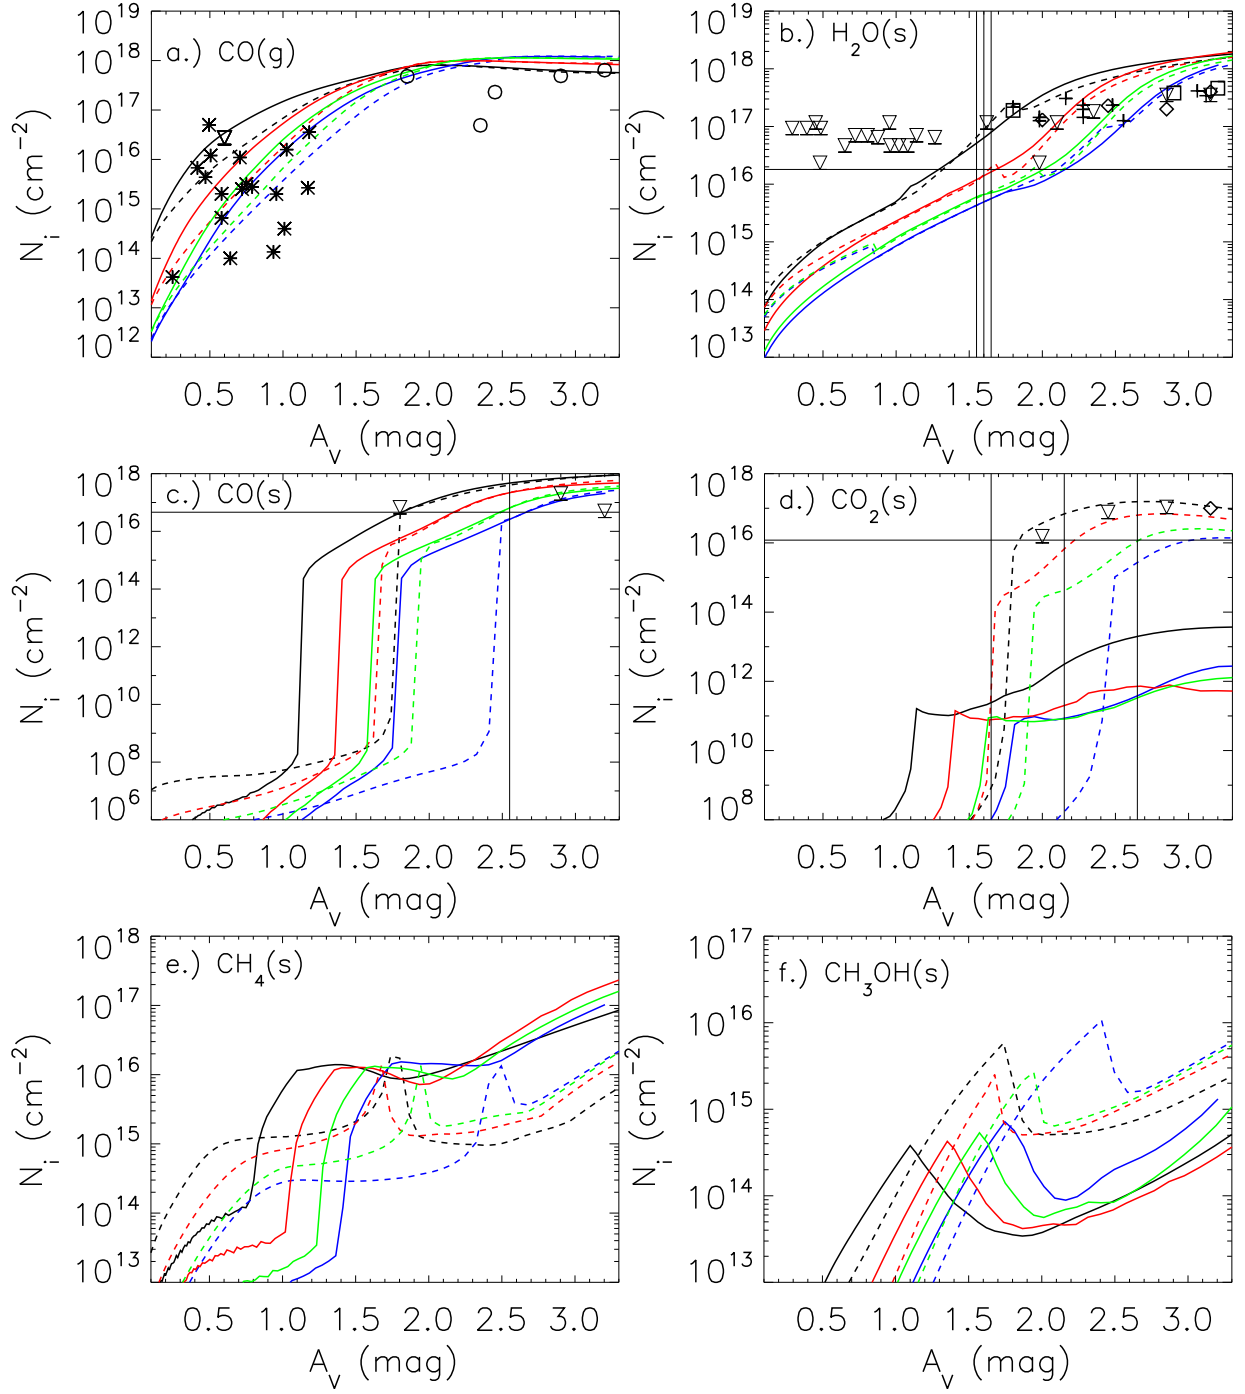 10^19
10^18
10^17
10^16
10^15
10^14
10^13
10^12
N_i (cm^-2)
a.) CO(g)
0.5 1.0 1.5 2.0 2.5 3.0
A_V (mag)
10^19
10^18
10^17
10^16
10^15
10^14
10^13
N_i (cm^-2)
b.) H_2O(s)
0.5 1.0 1.5 2.0 2.5 3.0
A_V (mag)
10^18
10^16
10^14
10^12
10^10
10^8
10^6
N_i (cm^-2)
c.) CO(s)
0.5 1.0 1.5 2.0 2.5 3.0
A_V (mag)
10^18
10^16
10^14
10^12
10^10
10^8
N_i (cm^-2)
d.) CO_2(s)
0.5 1.0 1.5 2.0 2.5 3.0
A_V (mag)
10^18
10^17
10^16
10^15
10^14
10^13
N_i (cm^-2)
e.) CH_4(s)
0.5 1.0 1.5 2.0 2.5 3.0
A_V (mag)
10^17
10^16
10^15
10^14
10^13
N_i (cm^-2)
f.) CH_3OH(s)
0.5 1.0 1.5 2.0 2.5 3.0
A_V (mag)